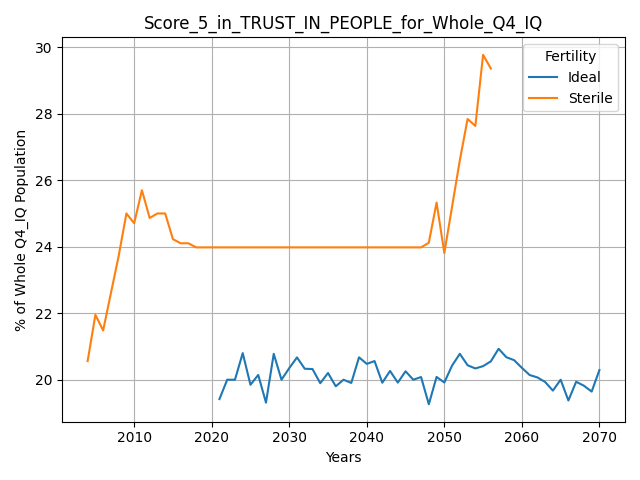 Score_5_in_TRUST_IN_PEOPLE_for_Whole_Q4_IQ
% of Whole Q4_IQ Population
30
28
26
24
22
20
Fertility
Ideal
Sterile
2010 2020 2030 2040 2050 2060 2070
Years